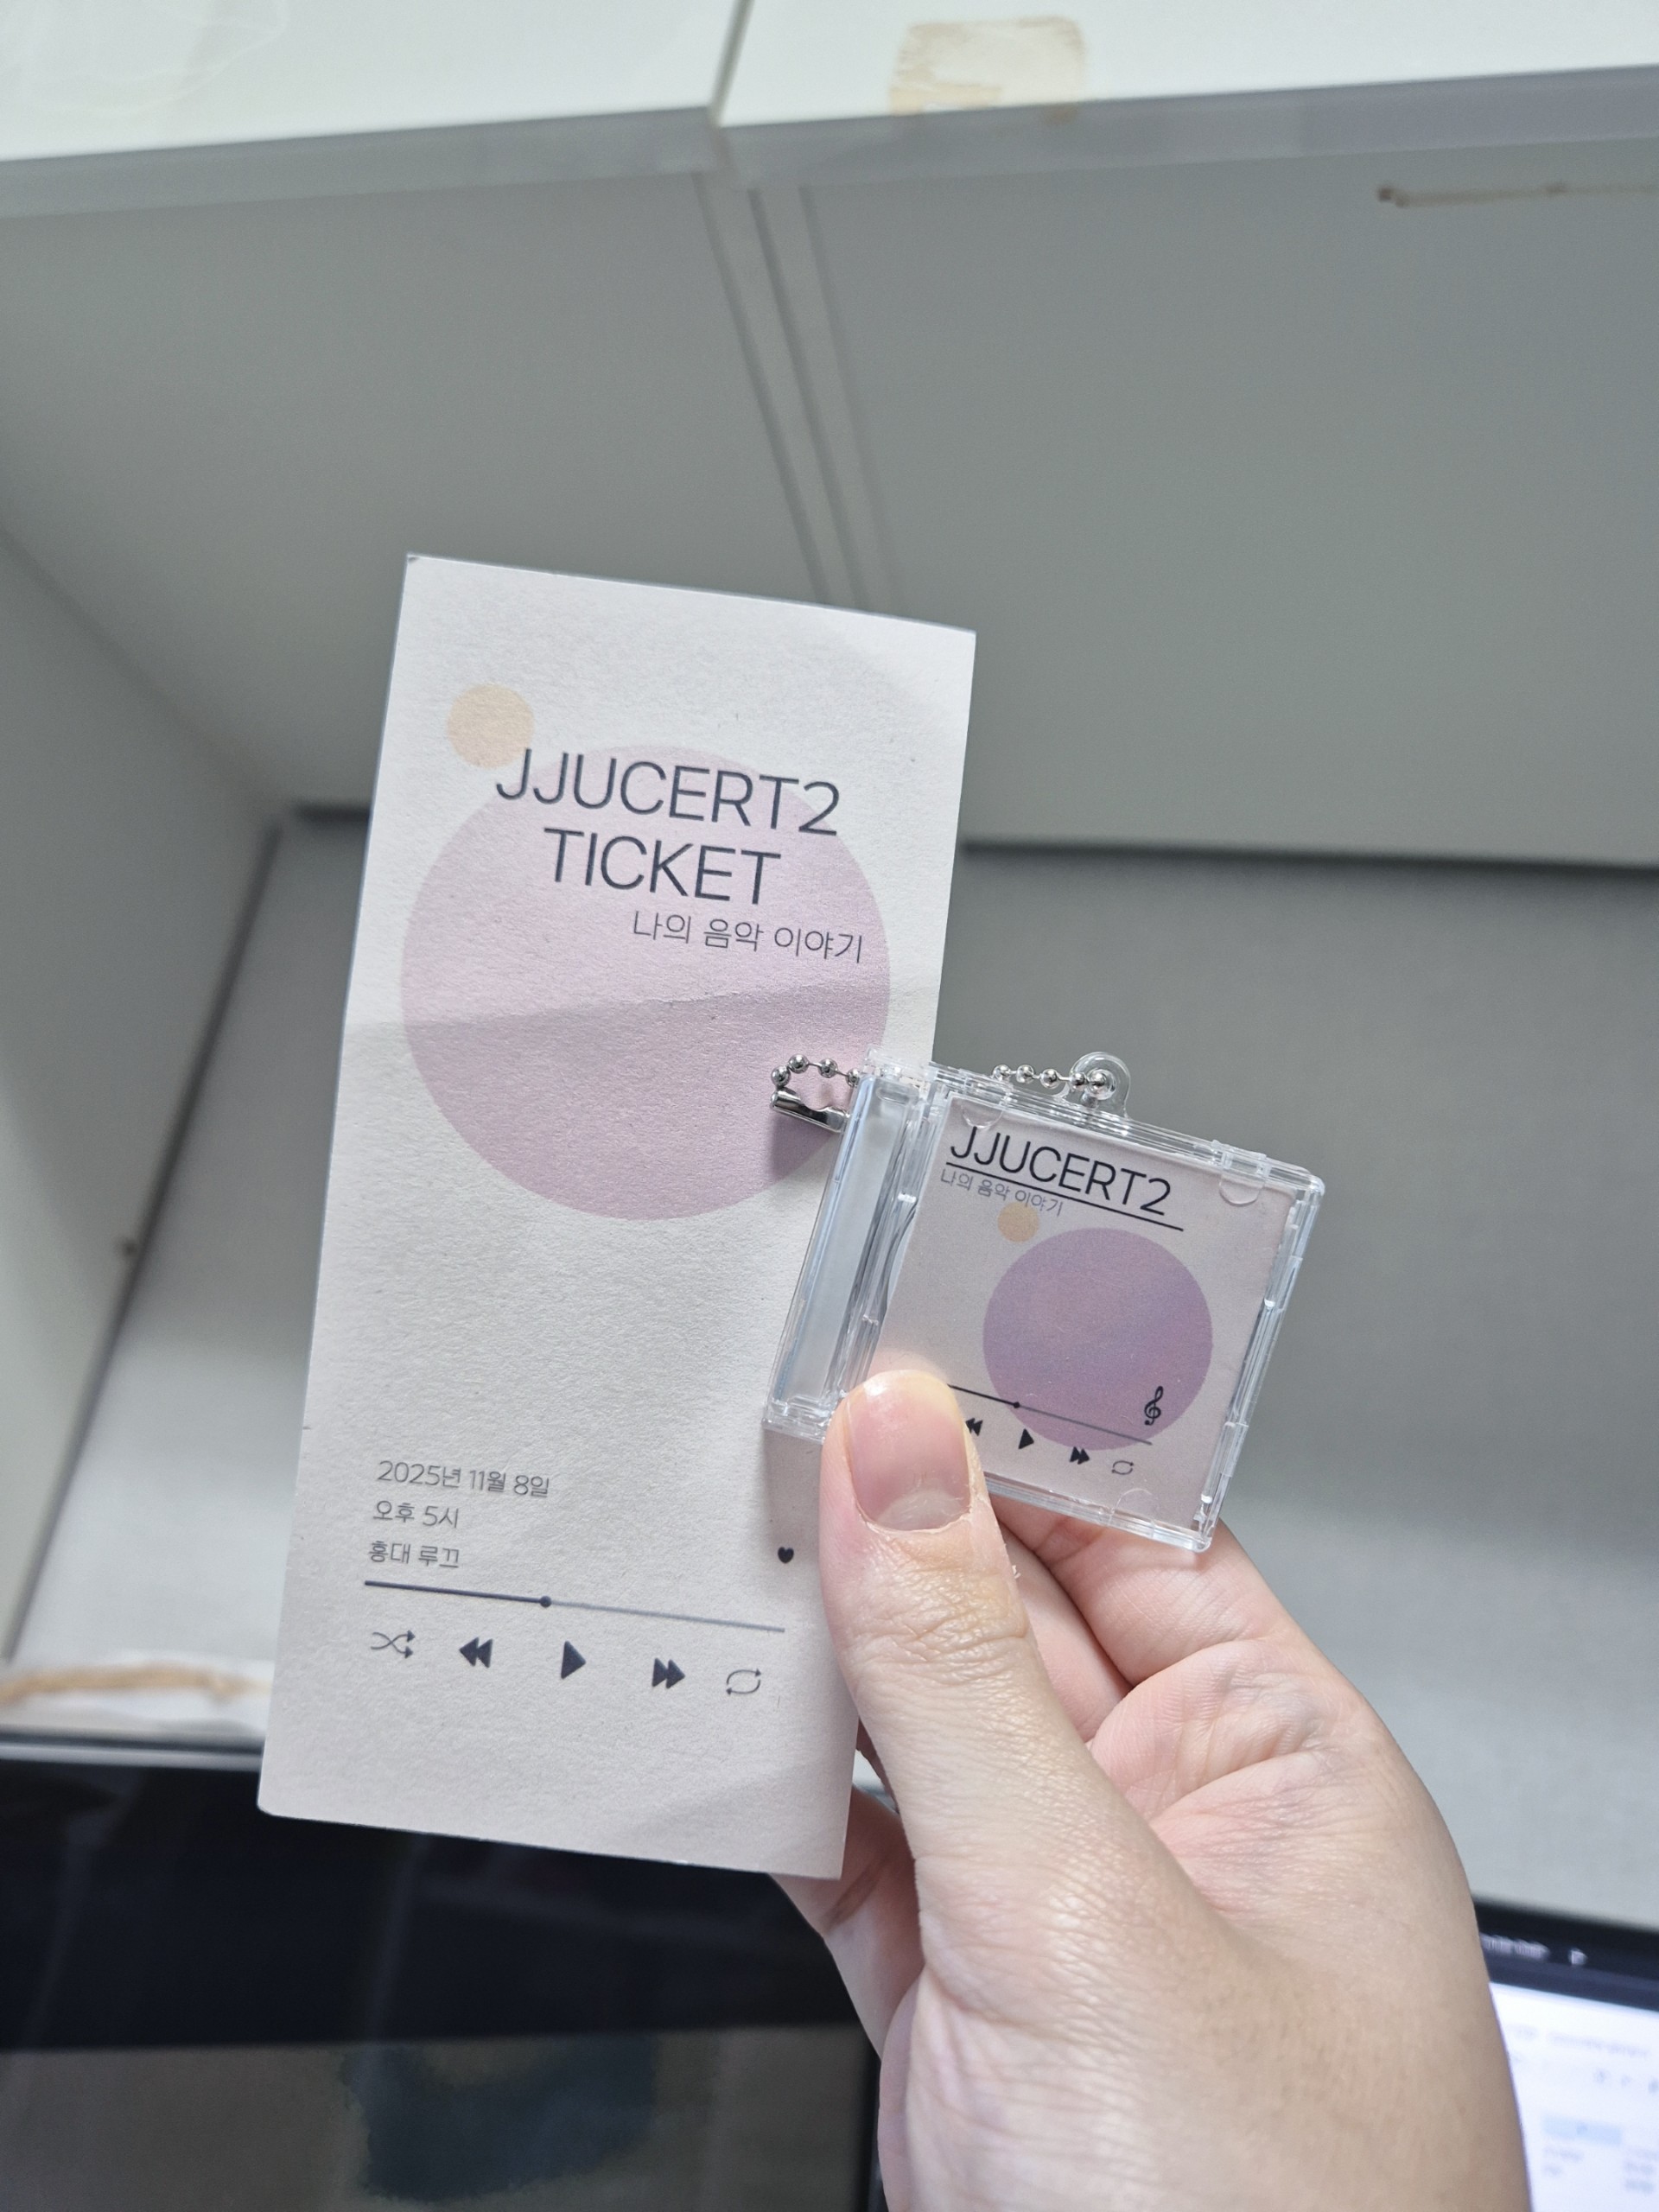 JJUCERT2
TICKET
나의 음악 이야기
2025년 11월 8일
오후 5시
홍대 루끄
JJUCERT2
나의 음악 이야기